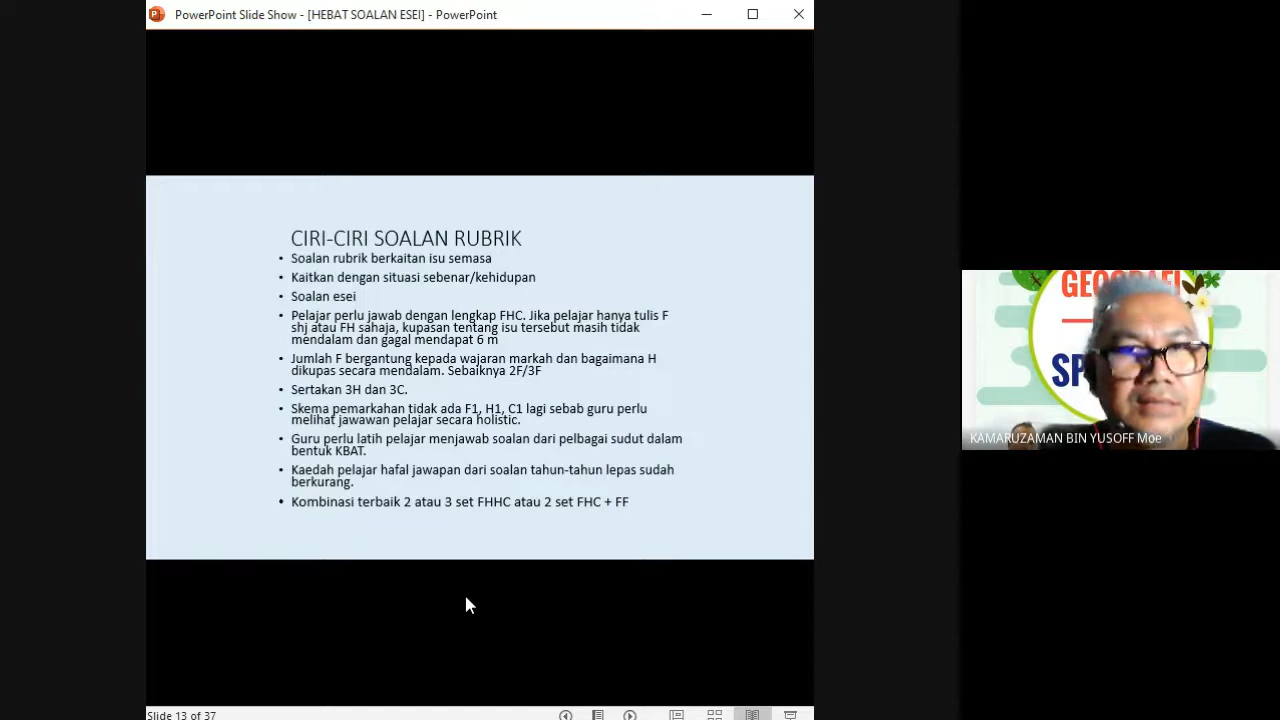 PowerPoint Slide Show - [HEBAT SOALAN ESEI] - PowerPoint
CIRI-CIRI SOALAN RUBRIK
• Soalan rubrik berkaitan isu semasa
• Kaitkan dengan situasi sebenar/kehidupan
• Soalan esei
• Pelajar perlu jawab dengan lengkap FHC. Jika pelajar hanya tulis F
shj atau FH sahaja, kupasan tentang isu tersebut masih tidak
mendalam dan gagal mendapat 6 m
• Jumlah F bergantung kepada wajaran markah dan bagaimana H
dikupas secara mendalam. Sebaiknya 2F/3F
• Sertakan 3H dan 3C.
• Skema pemarkahan tidak ada F1, H1, C1 lagi sebab guru perlu
melihat jawawan pelajar secara holistic.
• Guru perlu latih pelajar menjawab soalan dari pelbagai sudut dalam
bentuk KBAT.
• Kaedah pelajar hafal jawapan dari soalan tahun-tahun lepas sudah
berkurang.
• Kombinasi terbaik 2 atau 3 set FHHC atau 2 set FHC + FF
GEOGRAFI
SP
KAMARUZAMAN BIN YUSOFF Moe
Slide 13 of 37